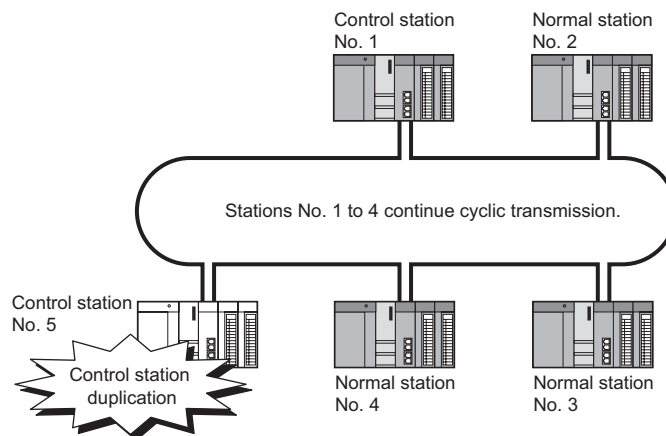 Control station
No. 1
Normal station
No. 2
Stations No. 1 to 4 continue cyclic transmission.
Control station
No. 5
Control station
duplication
Normal station
No. 4
Normal station
No. 3